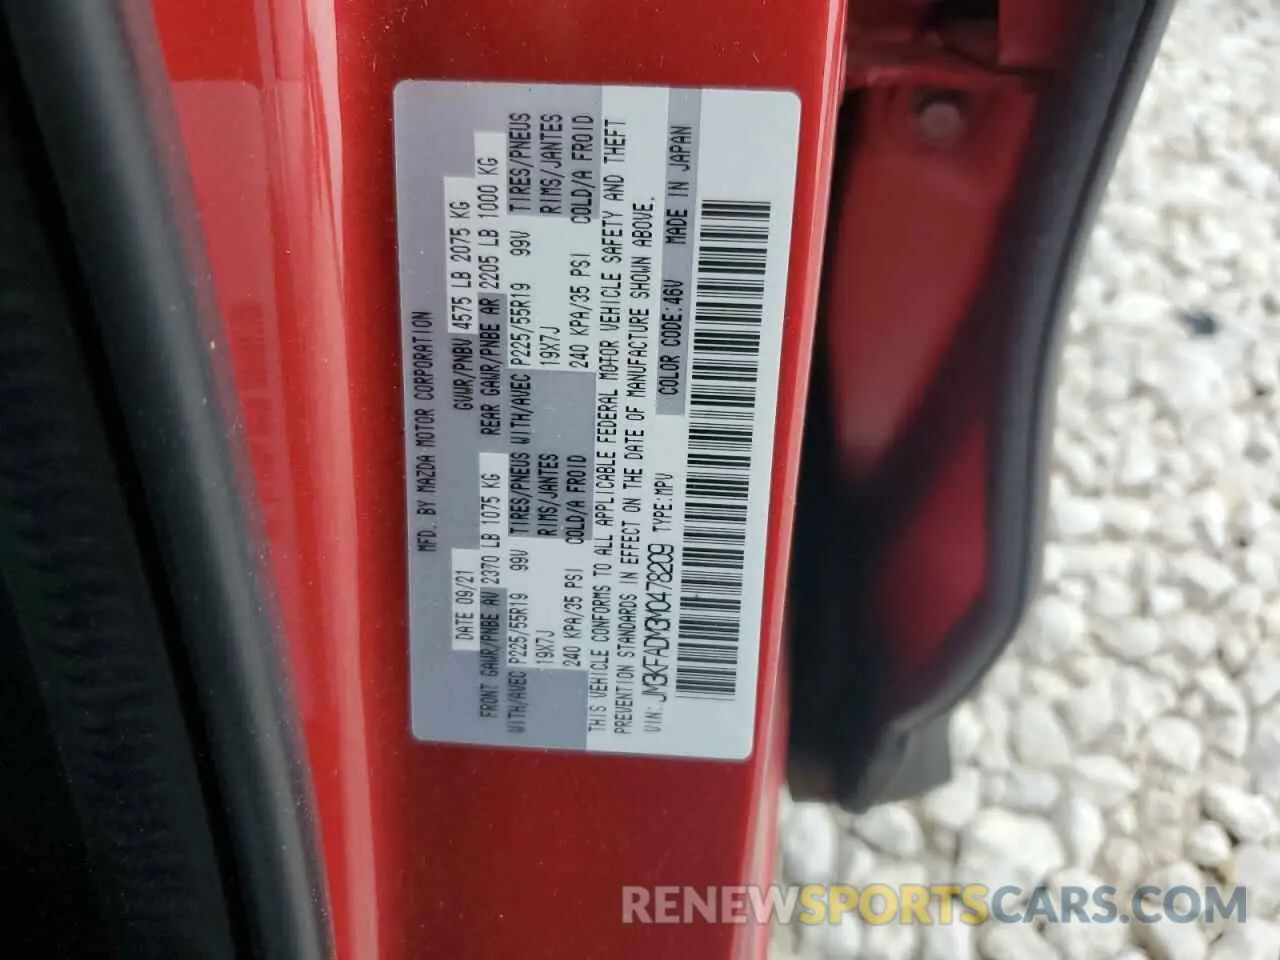 MFD. BY MAZDA MOTOR CORPORATION
DATE 09/21 GVWR/PNBV 4575 LB 2075 KG
FRONT GAWR/PNBE AV 2370 LB 1075 KG REAR GAWR/PNBE AR 2205 LB 1000 KG
WITH/AVEC P225/55R19 99V TIRES/PNEUS WITH/AVEC P225/55R19 99V TIRES/PNEUS
19X7J RIMS/JANTES 19X7J RIMS/JANTES
240 KPA/35 PSI COLD/A FROID 240 KPA/35 PSI COLD/A FROID
THIS VEHICLE CONFORMS TO ALL APPLICABLE FEDERAL MOTOR VEHICLE SAFETY AND THEFT
PREVENTION STANDARDS IN EFFECT ON THE DATE OF MANUFACTURE SHOWN ABOVE.
VIN: JM3KFADM3M0478209 TYPE:MPV COLOR CODE:46V MADE IN JAPAN
RENEWSPORTSCARS.COM